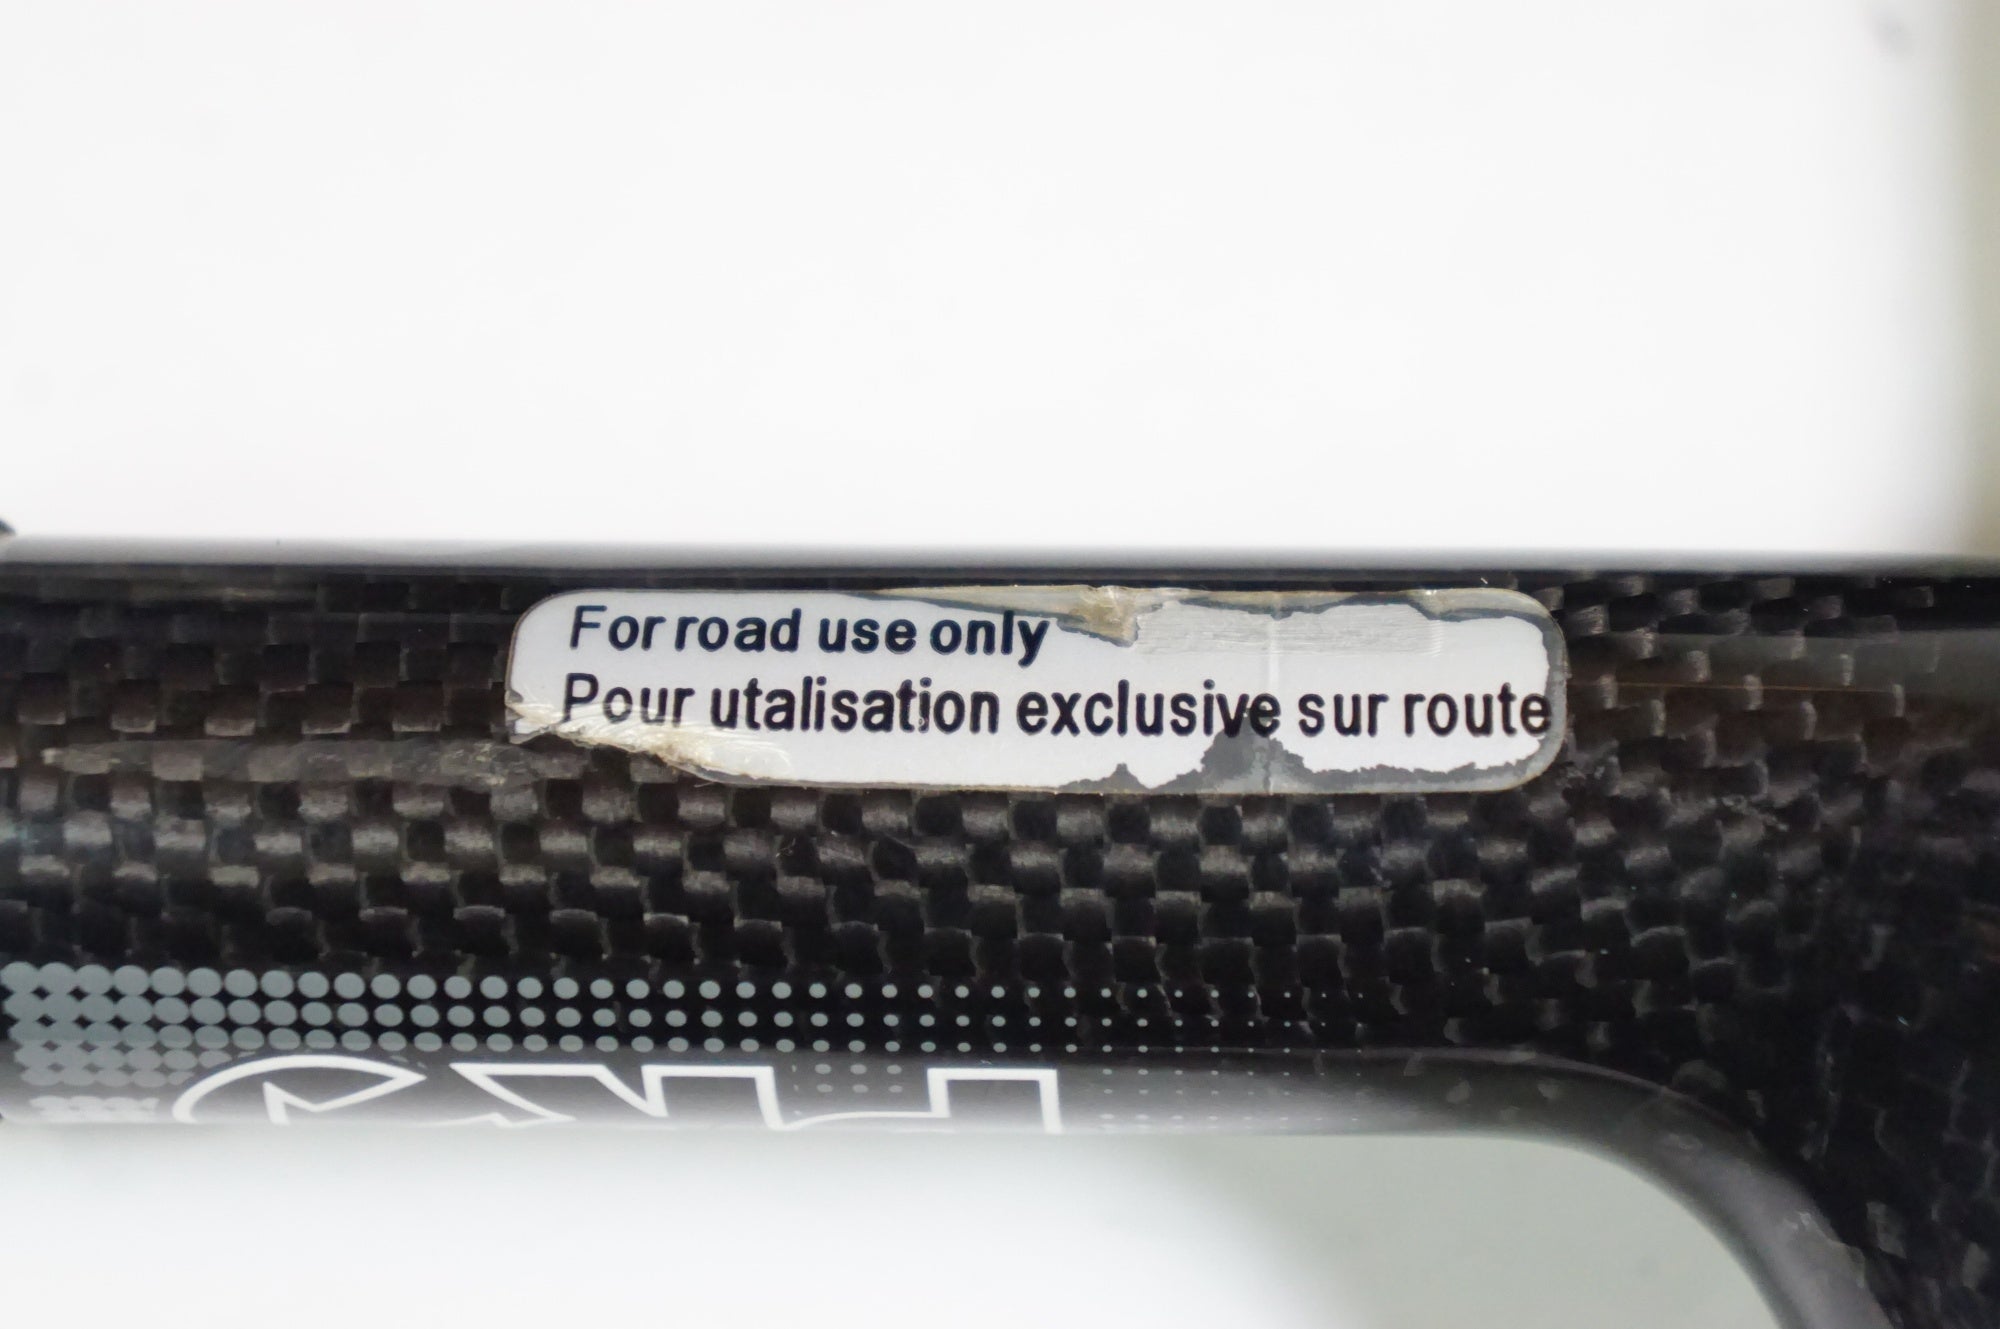 For road use only
Pour utalisation exclusive sur route